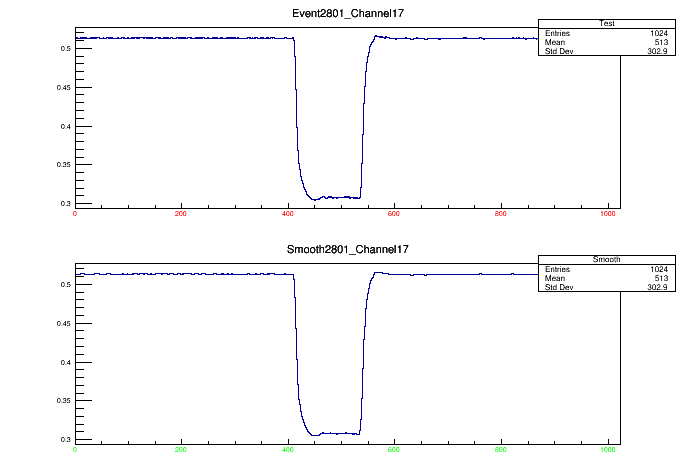 Event2801_Channel17
Test
Entries 1024
Mean 513
Std Dev 302.9
0.5
0.45
0.4
0.35
0.3
0 200 400 600 800 1000
Smooth2801_Channel17
Smooth
Entries 1024
Mean 513
Std Dev 302.9
0.5
0.45
0.4
0.35
0.3
0 200 400 600 800 1000